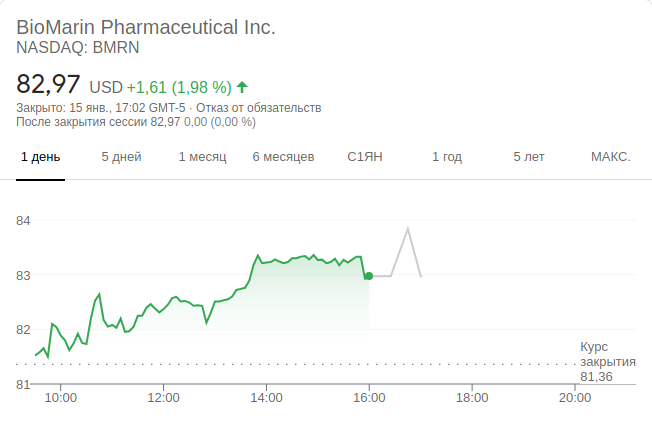 BioMarin Pharmaceutical Inc.
NASDAQ: BMRN
82,97 USD +1,61 (1,98 %)
Закрыто: 15 янв., 17:02 GMT-5 · Отказ от обязательств
После закрытия сессии 82,97 0,00 (0,00 %)
1 день 5 дней 1 месяц 6 месяцев С1ЯН 1 год 5 лет МАКС.
84
83
82
Курс
закрытия
81,36
81
10:00 12:00 14:00 16:00 18:00 20:00